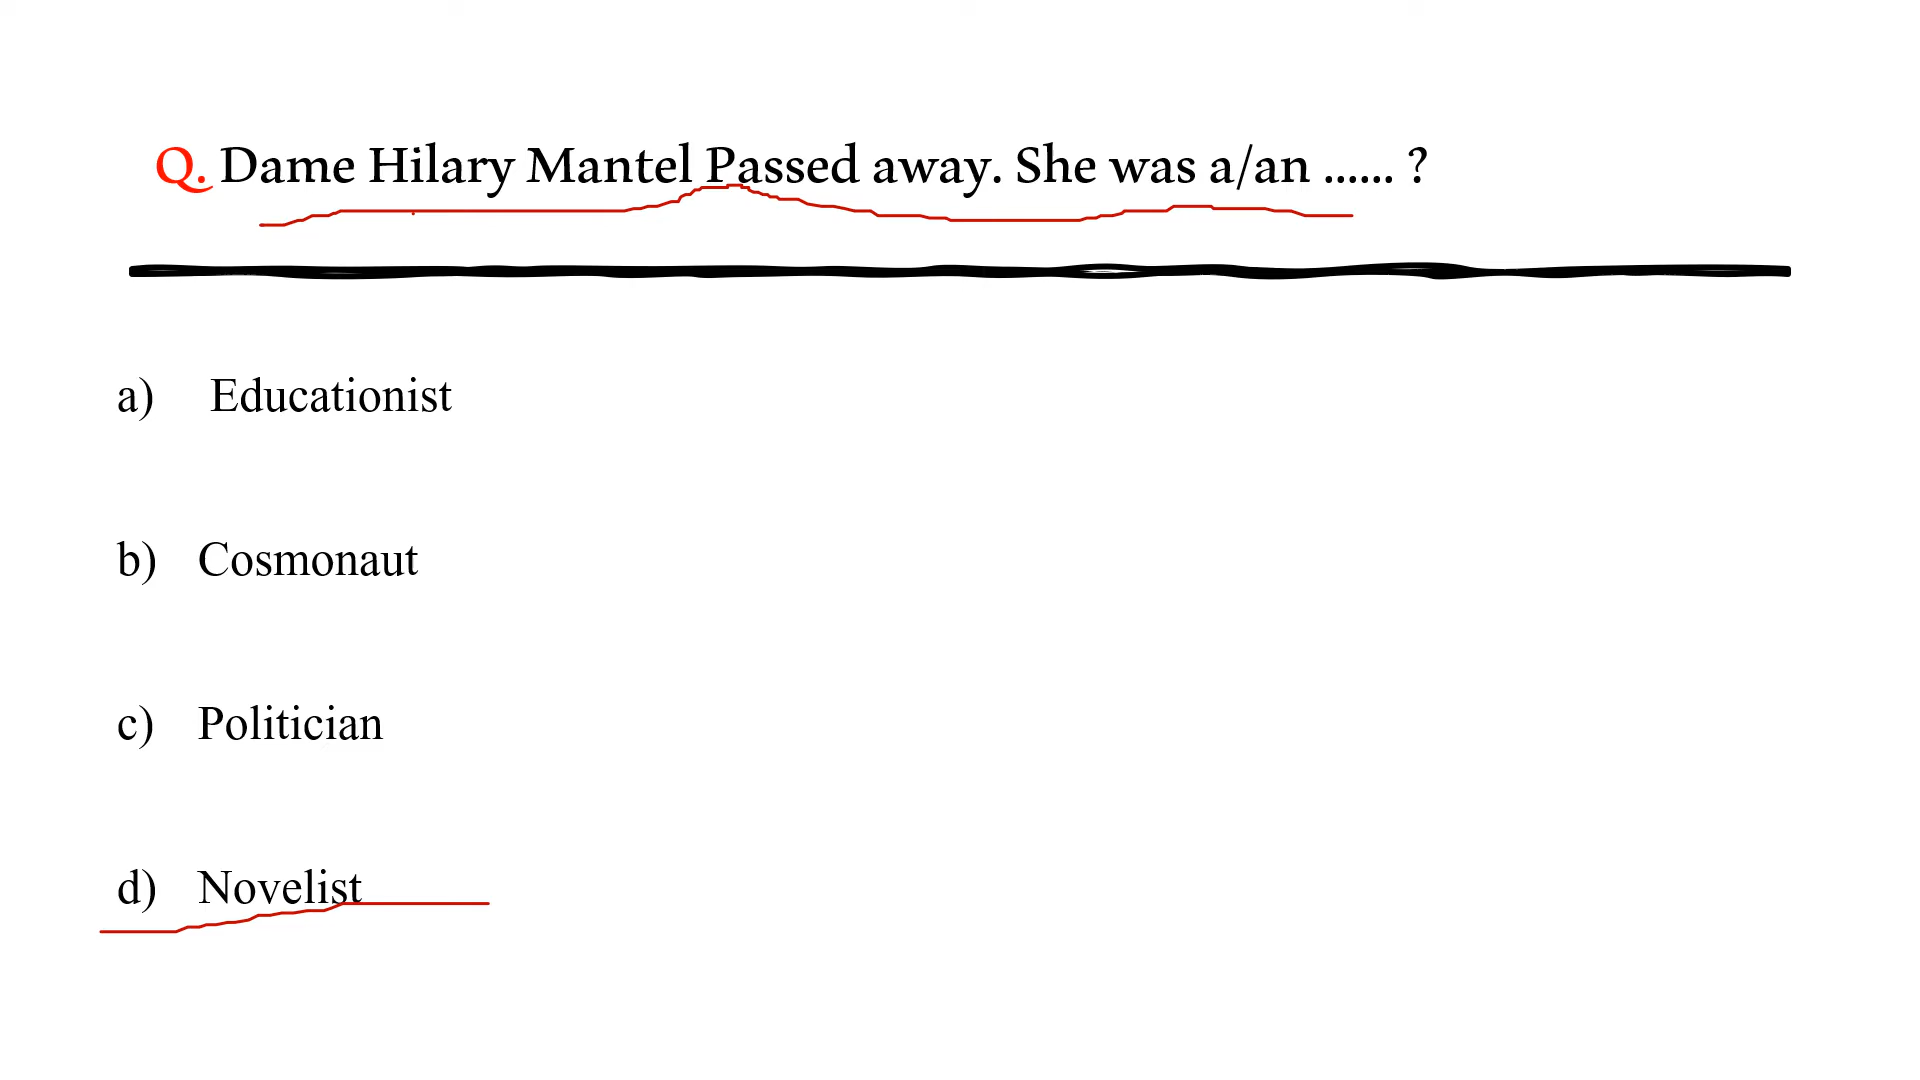 Q. Dame Hilary Mantel Passed away. She was a/an ...... ?
a) Educationist
b) Cosmonaut
c) Politician
d) Novelist